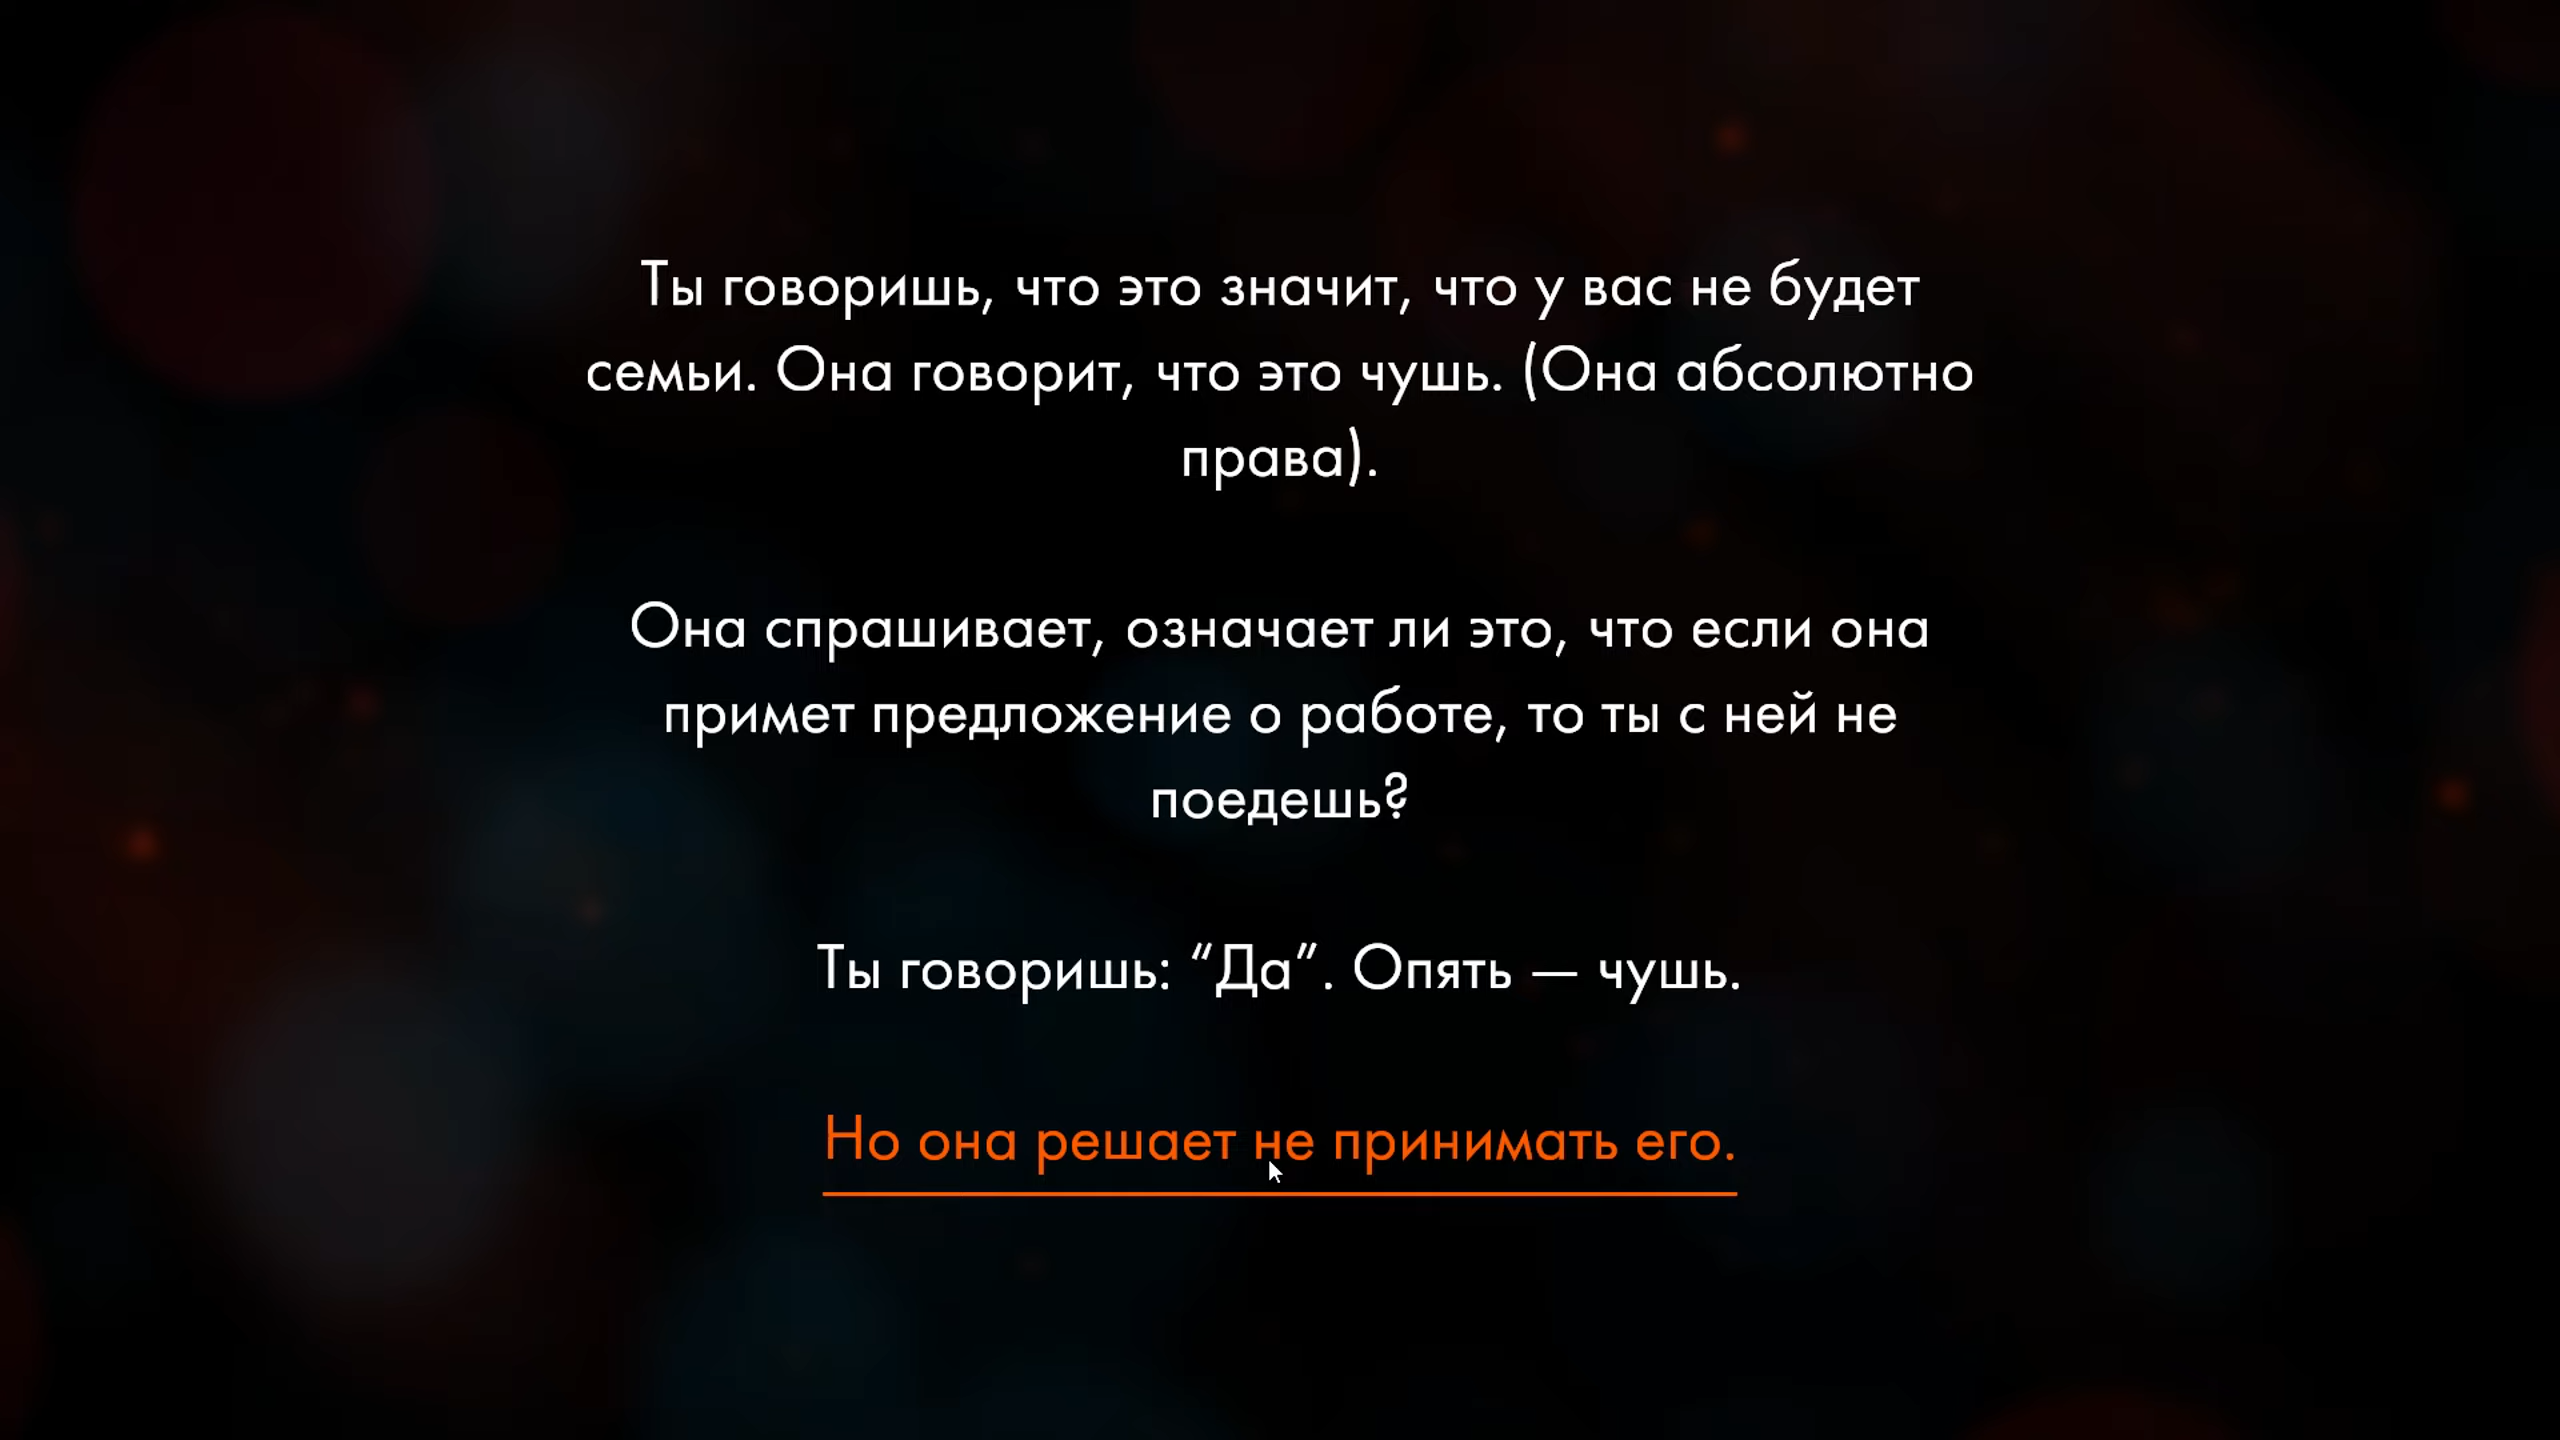 Ты говоришь, что это значит, что у вас не будет
семьи. Она говорит, что это чушь. (Она абсолютно
права).
Она спрашивает, означает ли это, что если она
примет предложение о работе, то ты с ней не
поедешь?
Ты говоришь: “Да”. Опять — чушь.
Но она решает не принимать его.